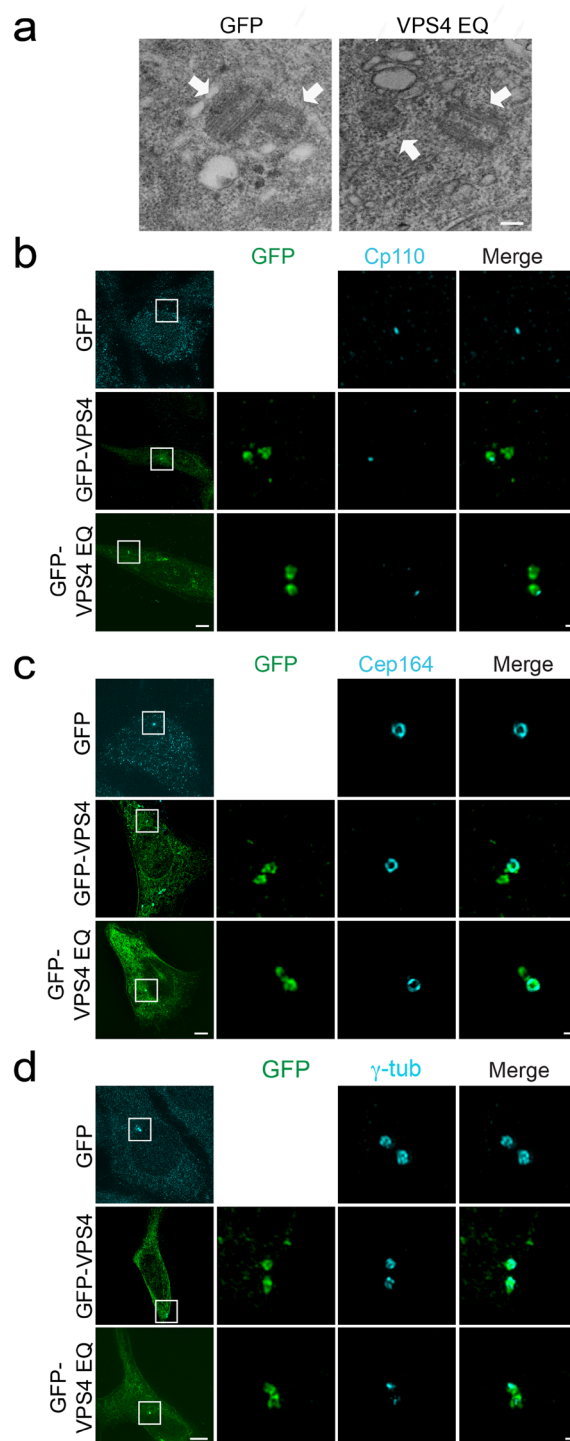 a
GFP VPS4 EQ
b
GFP Cp110 Merge
GFP
GFP-VPS4
GFP-
VPS4 EQ
c
GFP Cep164 Merge
GFP
GFP-VPS4
GFP-
VPS4 EQ
d
GFP γ-tub Merge
GFP
GFP-VPS4
GFP-
VPS4 EQ